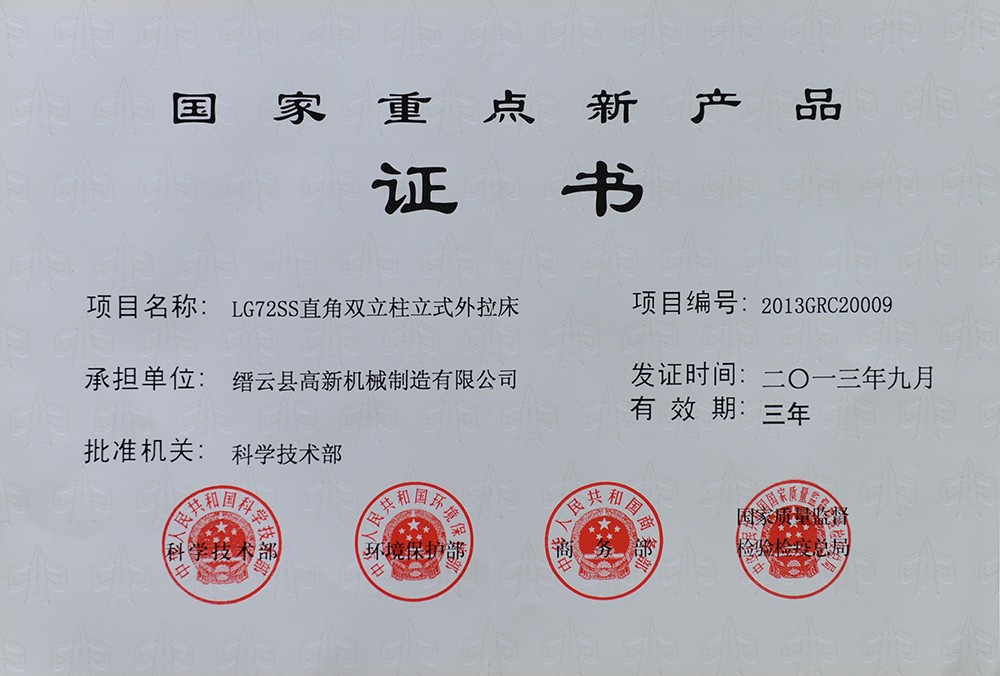 国家重点新产品
证书
项目名称: LG72SS直角双立柱立式外拉床
项目编号: 2013GRC20009
承担单位: 缙云县高新机械制造有限公司
发证时间: 二〇一三年九月
有效期: 三年
批准机关: 科学技术部
中华人民共和国科学技术部
科学技术部
中华人民共和国环境保护部
环境保护部
中华人民共和国商务部
商务部
国家质量监督
检验检疫总局